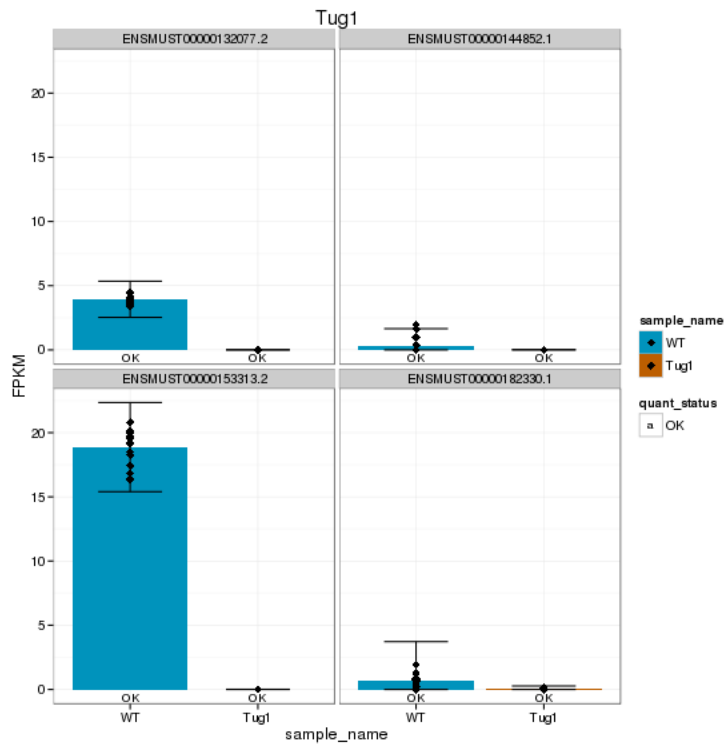 Tug1
ENSMUST00000132077.2 ENSMUST00000144852.1
20
15
10
5
0
OK OK OK OK
ENSMUST00000153313.2 ENSMUST00000182330.1
20
15
10
5
0
OK OK OK OK
WT Tug1 WT Tug1
sample_name
FPKM
sample_name
WT
Tug1
quant_status
a OK